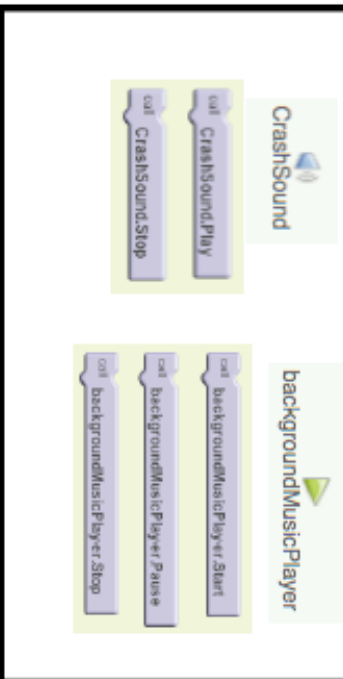 CrashSound
call CrashSound.Play
call CrashSound.Stop
backgroundMusicPlayer
call backgroundMusicPlayer.Start
call backgroundMusicPlayer.Pause
call backgroundMusicPlayer.Stop